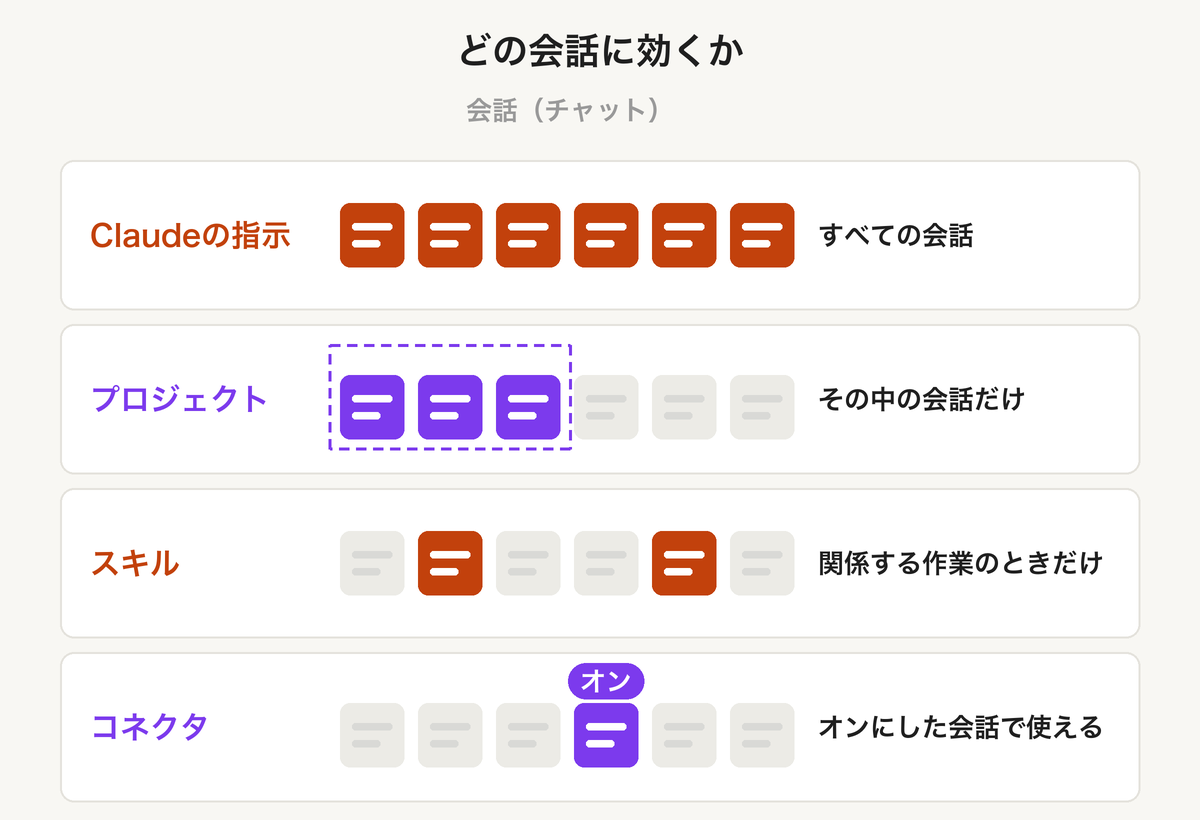 どの会話に効くか
会話（チャット）
Claudeの指示
すべての会話
プロジェクト
その中の会話だけ
スキル
関係する作業のときだけ
オン
コネクタ
オンにした会話で使える